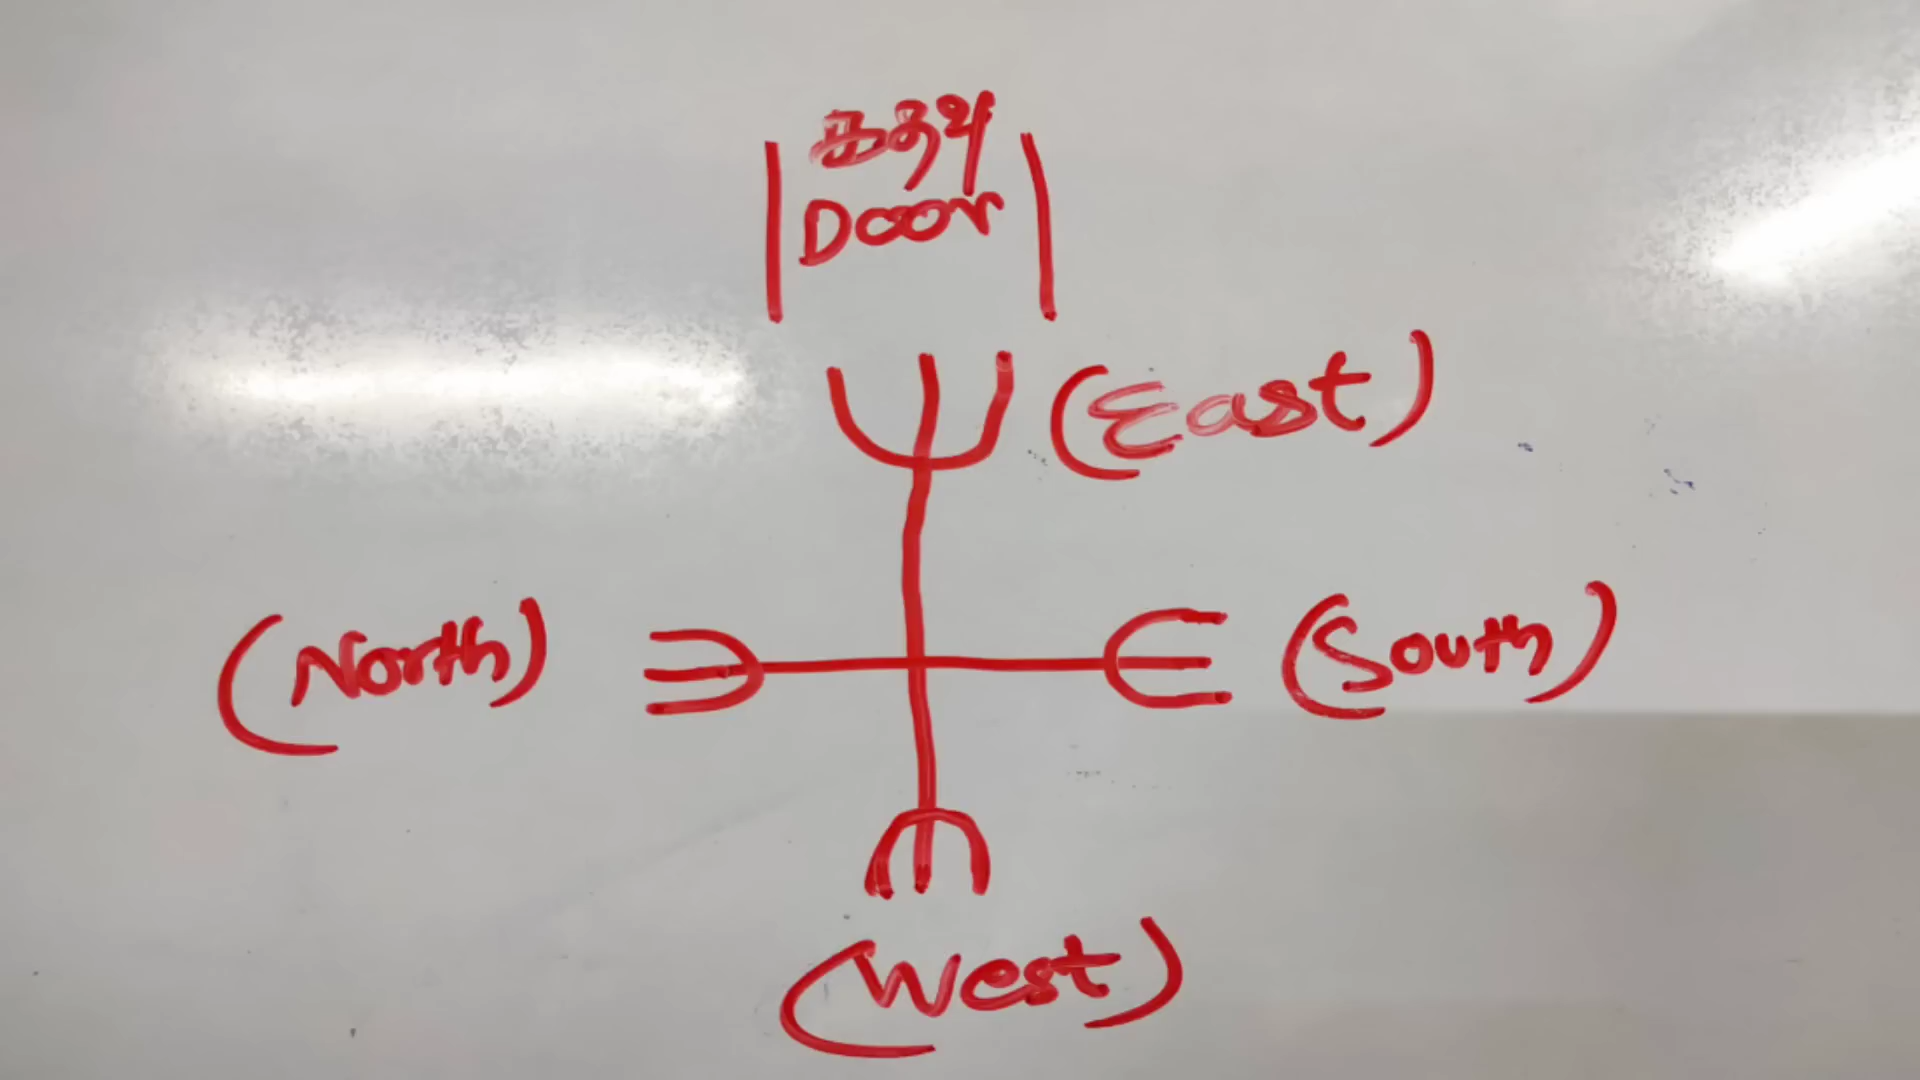 கதவு
Door
(East)
(North)
(South)
(West)